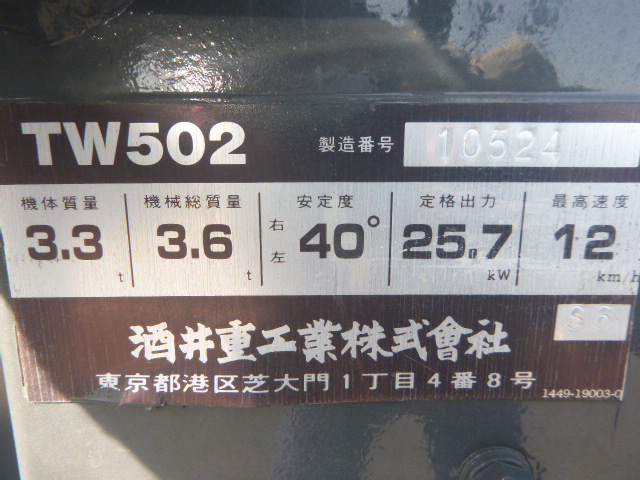 TW502 製造番号 10524
機体質量 機械総質量 安定度 定格出力 最高速度
3.3 t 3.6 t 右 左 40° 25.7 kW 12 km/h
S6
酒井重工業株式會社
東京都港区芝大門1丁目4番8号 1449-19003-0